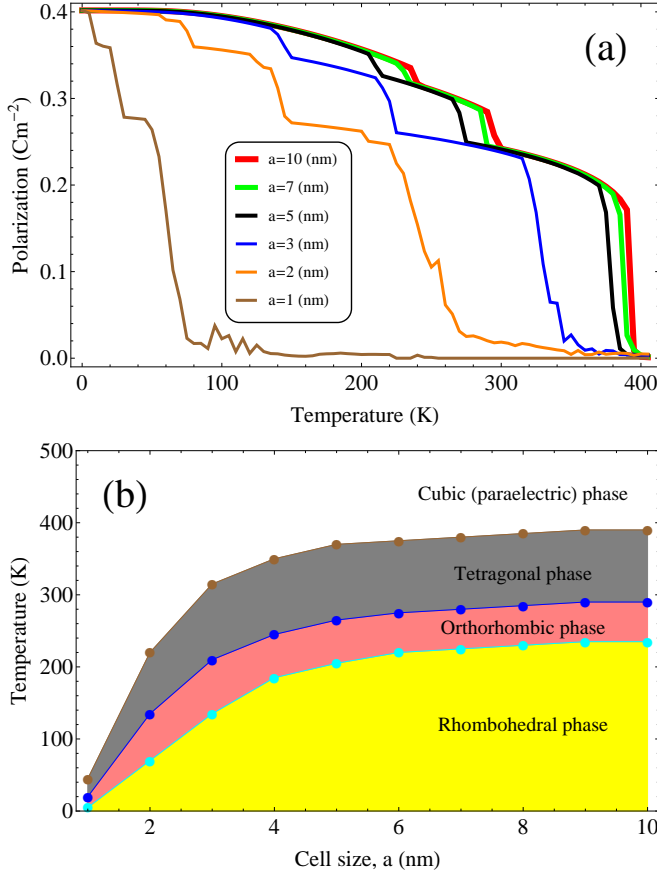 (a)
0.4
0.3
0.2
0.1
0.0
Polarization (Cm−2)
a=10 (nm)
a=7 (nm)
a=5 (nm)
a=3 (nm)
a=2 (nm)
a=1 (nm)
0 100 200 300 400
Temperature (K)
(b)
500
400
300
200
100
0
Temperature (K)
Cubic (paraelectric) phase
Tetragonal phase
Orthorhombic phase
Rhombohedral phase
2 4 6 8 10
Cell size, a (nm)